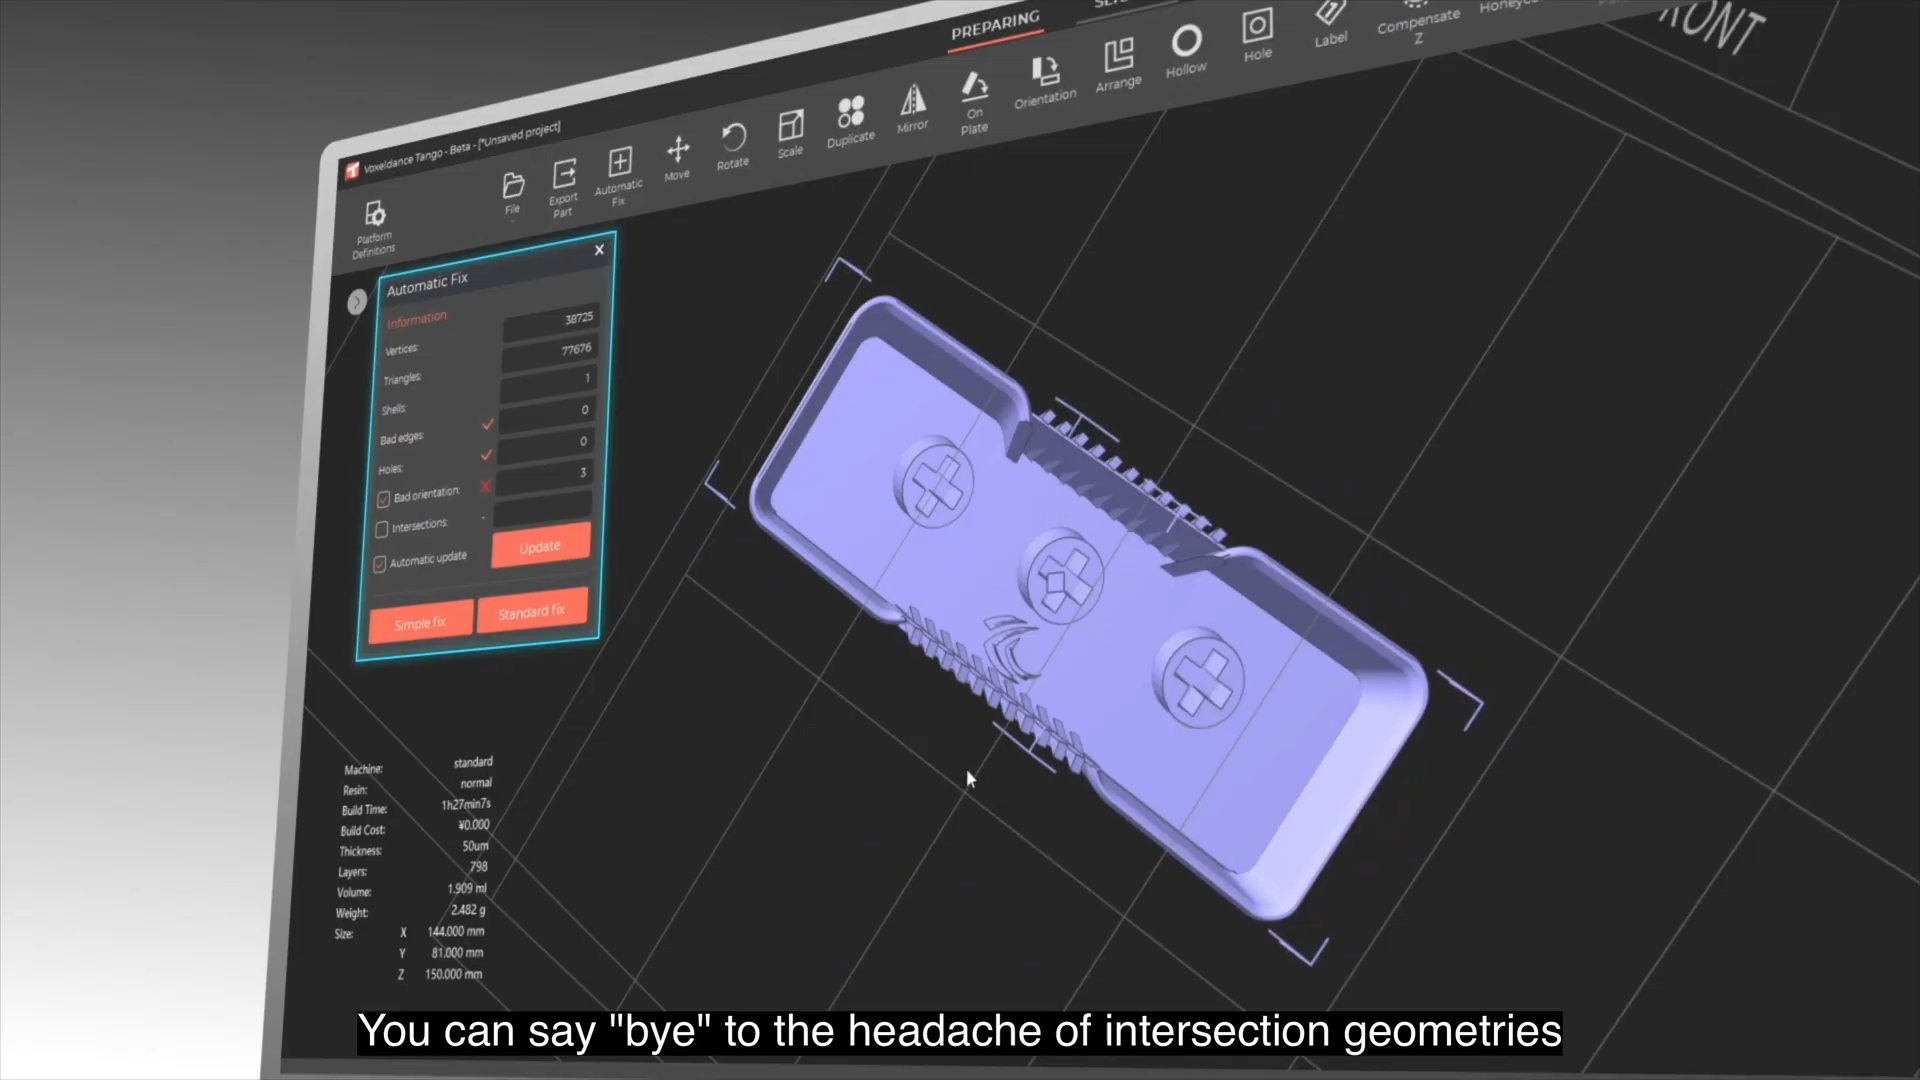 PREPARING
Voxeldance Tango - Beta - [*Unsaved project]
Platform
Definitions
File
Export
Part
Automatic
Fix
Move
Rotate
Scale
Duplicate
Mirror
On
Plate
Orientation
Arrange
Hollow
Hole
Label
Compensate
Z
Automatic Fix
Information
Vertices: 38725
Triangles: 77676
Shells: 1
Bad edges: 0
Holes: 0
Bad orientation: 3
Intersections: -
Automatic update
Update
Simple fix
Standard fix
Machine: standard
Resin: normal
Build Time: 1h27min7s
Build Cost: ¥0.000
Thickness: 50um
Layers: 798
Volume: 1.909 ml
Weight: 2.482 g
Size: X 144.000 mm
Y 81.000 mm
Z 150.000 mm
You can say "bye" to the headache of intersection geometries